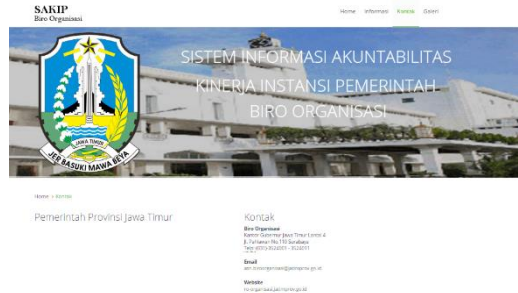 SAKIP
Biro Organisasi
Home Informasi Kontak Galeri
SISTEM INFORMASI AKUNTABILITAS
KINERJA INSTANSI PEMERINTAH
BIRO ORGANISASI
JAWA TIMUR
JER BASUKI MAWA BEYA
Home » Kontak
Pemerintah Provinsi Jawa Timur
Kontak
Biro Organisasi
Kantor Gubernur Jawa Timur Lantai 4
Jl. Pahlawan No 110 Surabaya
Email
Website